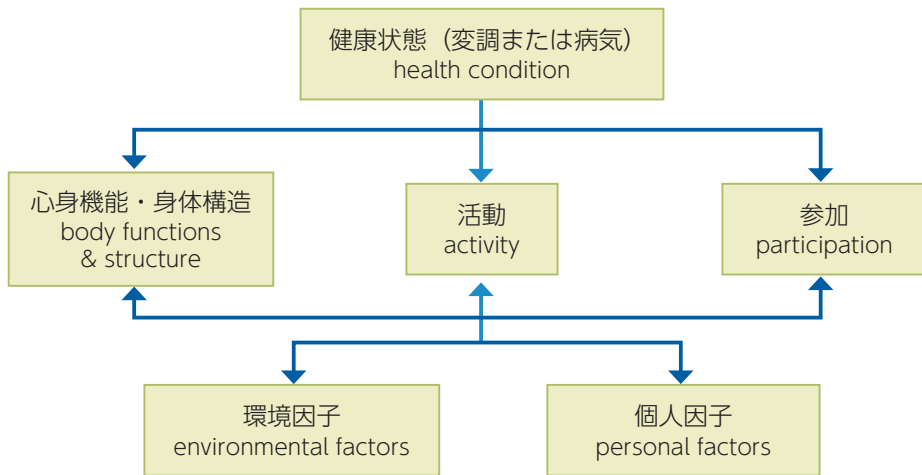 健康状態（変調または病気）
health condition
心身機能・身体構造
body functions
& structure
活動
activity
参加
participation
環境因子
environmental factors
個人因子
personal factors